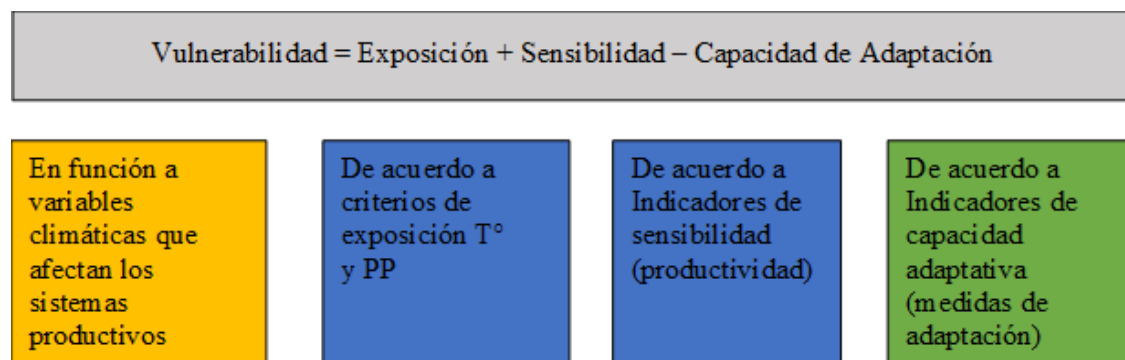 Vulnerabilidad = Exposición + Sensibilidad – Capacidad de Adaptación
En función a
variables
climáticas que
afectan los
sistemas
productivos
De acuerdo a
criterios de
exposición T°
y PP
De acuerdo a
Indicadores de
sensibilidad
(productividad)
De acuerdo a
Indicadores de
capacidad
adaptativa
(medidas de
adaptación)